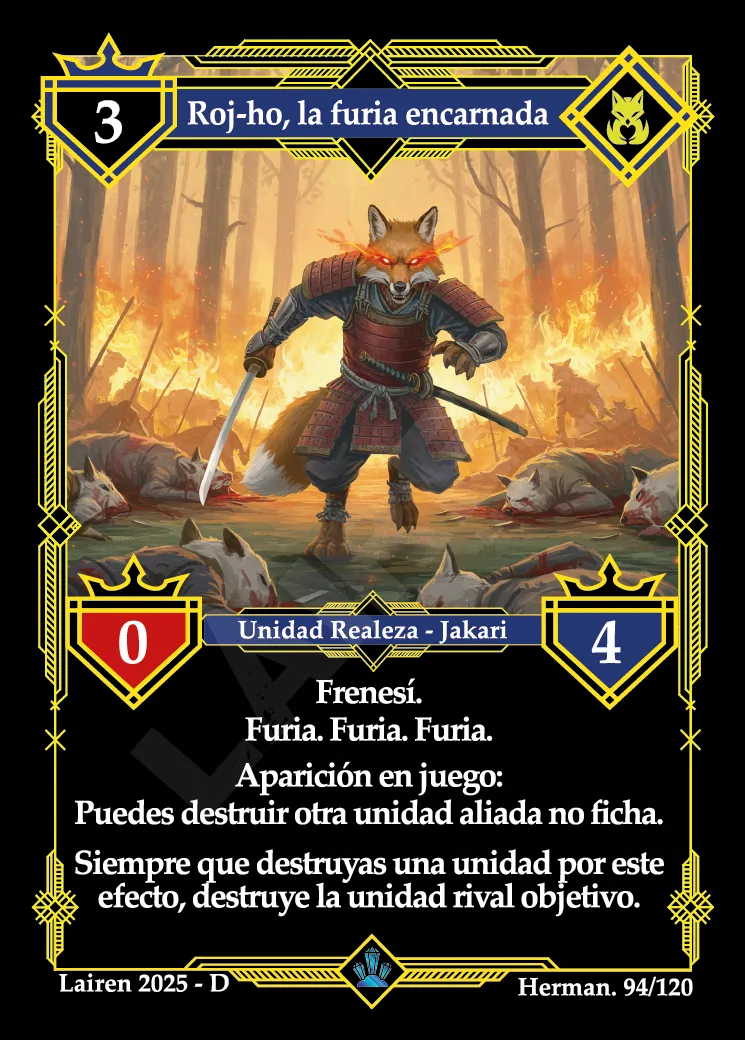 3
Roj-ho, la furia encarnada
0
Unidad Realeza - Jakari
4
Frenesí.
Furia. Furia. Furia.
Aparición en juego:
Puedes destruir otra unidad aliada no ficha.
Siempre que destruyas una unidad por este
efecto, destruye la unidad rival objetivo.
Lairen 2025 - D
Herman. 94/120